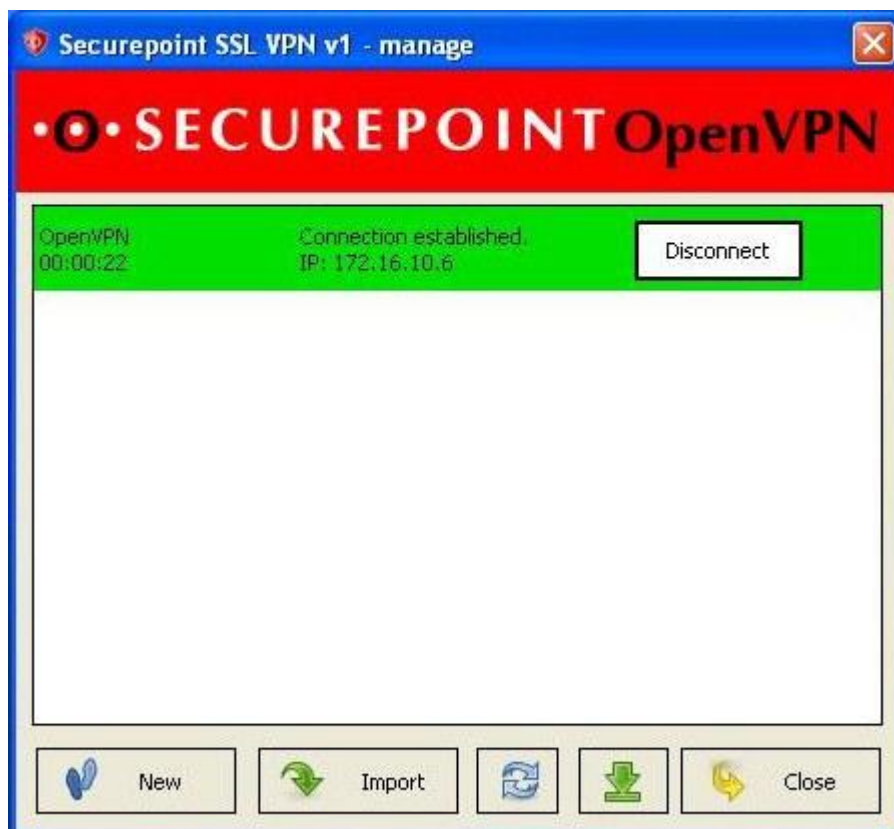 Securepoint SSL VPN v1 - manage
SECUREPOINT OpenVPN
OpenVPN
00:00:22
Connection established.
IP: 172.16.10.6
Disconnect
New
Import
Close